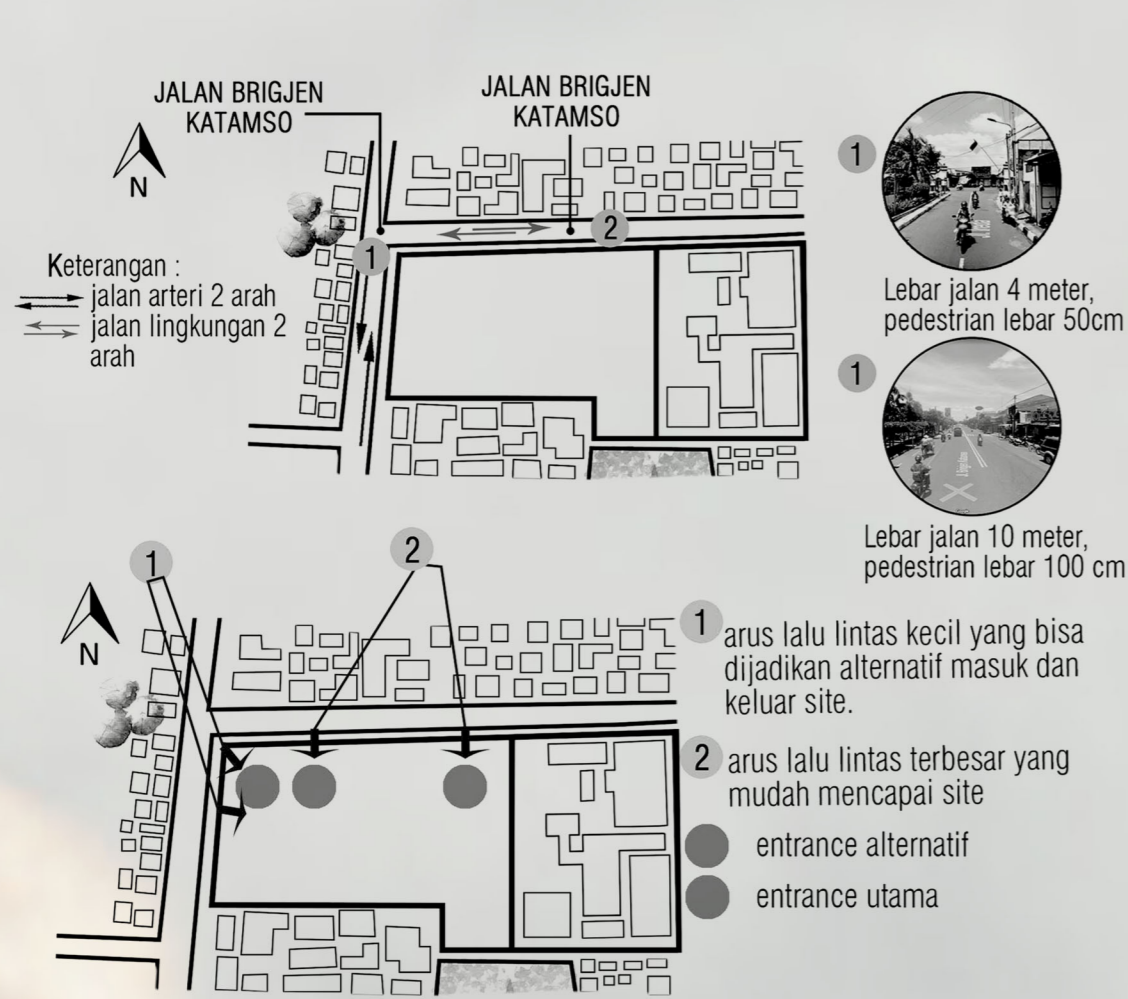 JALAN BRIGJEN
KATAMSO
JALAN BRIGJEN
KATAMSO
N
Keterangan :
jalan arteri 2 arah
jalan lingkungan 2
arah
1
2
1
Lebar jalan 4 meter,
pedestrian lebar 50cm
1
Lebar jalan 10 meter,
pedestrian lebar 100 cm
1
2
N
1
arus lalu lintas kecil yang bisa
dijadikan alternatif masuk dan
keluar site.
2
arus lalu lintas terbesar yang
mudah mencapai site
entrance alternatif
entrance utama